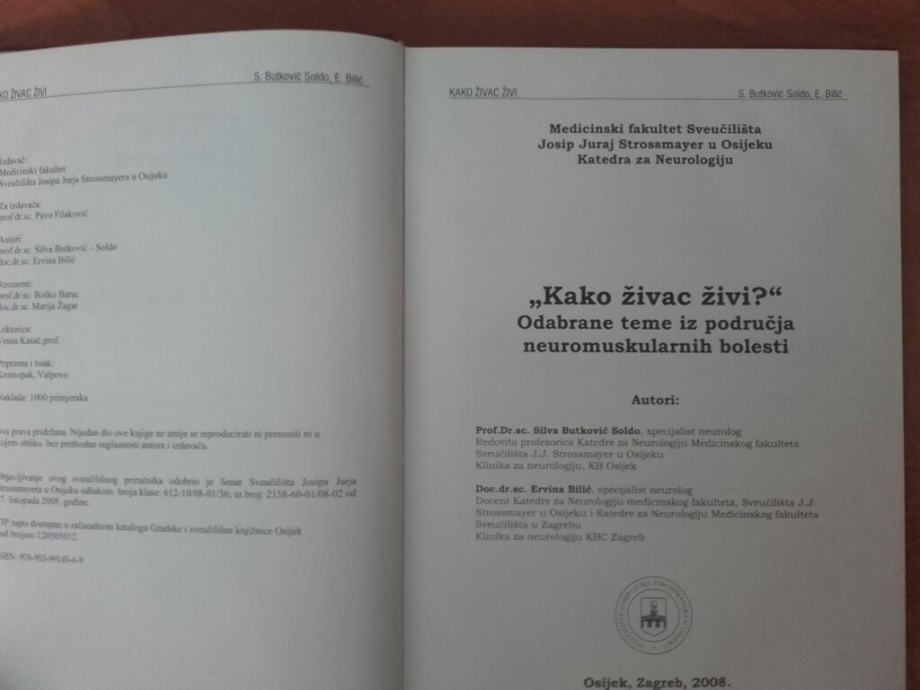 KO ŽIVAC ŽIVI
S. Butković Soldo, E. Bilić
Izdavač:
Medicinski fakultet
Sveučilišta Josipa Jurja Strossmayera u Osijeku
Za izdavača:
prof.dr.sc. Pavo Filaković
Autori:
prof.dr.sc. Silva Butković – Soldo
doc.dr.sc. Ervina Bilić
Recenzenti:
prof.dr.sc. Boško Barac
doc.dr.sc. Marija Žagar
Lektorica:
Vesna Kasač,prof.
Priprema i tisak:
Kromopak, Valpovo
Naklada: 1000 primjeraka
Sva prava pridržana. Nijedan dio ove knjige ne smije se reproducirati ni prenositi ni u
kojem obliku bez prethodne suglasnosti autora i izdavača.
Objavljivanje ovog sveučilišnog priručnika odobrio je Senat Sveučilišta Josipa Jurja
Strossmayera u Osijeku odlukom broja klase: 612-10/08-01/36; ur.broj: 2158-60-01/08-02 od
7. listopada 2008. godine.
CIP zapis dostupan u računalnom katalogu Gradske i sveučilišne knjižnice Osijek
pod brojem 120505012.
ISBN: 978-953-99145-6-9
KAKO ŽIVAC ŽIVI
S. Butković Soldo, E. Bilić
Medicinski fakultet Sveučilišta
Josip Juraj Strossmayer u Osijeku
Katedra za Neurologiju
„Kako živac živi?“
Odabrane teme iz područja
neuromuskularnih bolesti
Autori:
Prof.Dr.sc. Silva Butković Soldo, specijalist neurolog
Redovita profesorica Katedre za Neurologiju Medicinskog fakulteta
Sveučilišta J.J. Strossmayer u Osijeku
Klinika za neurologiju, KB Osijek
Doc.dr.sc. Ervina Bilić, specijalist neurolog
Docent Katedre za Neurologiju medicinskog fakulteta, Sveučilišta J.J.
Strossmayer u Osijeku i Katedre za Neurologiju Medicinskog fakulteta
Sveučilišta u Zagrebu
Klinika za neurologiju KBC Zagreb
Osijek, Zagreb, 2008.